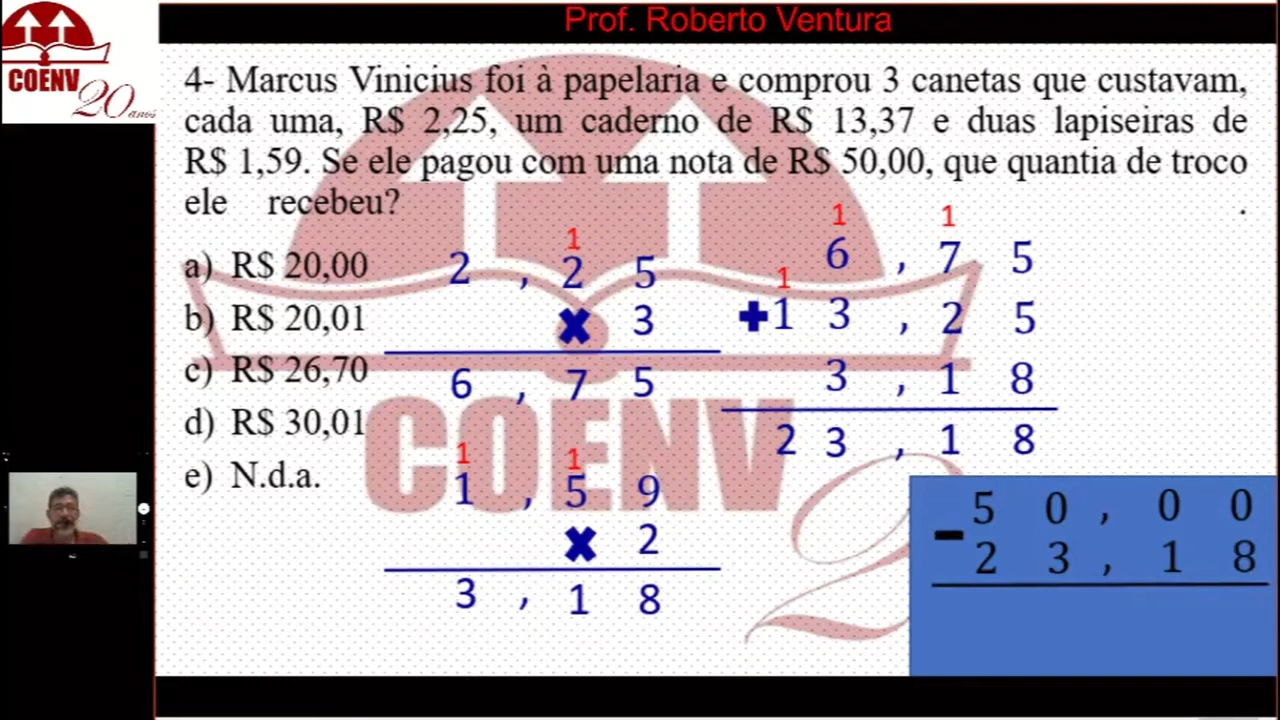 Prof. Roberto Ventura
COENV
20 anos
4- Marcus Vinicius foi à papelaria e comprou 3 canetas que custavam,
cada uma, R$ 2,25, um caderno de R$ 13,37 e duas lapiseiras de
R$ 1,59. Se ele pagou com uma nota de R$ 50,00, que quantia de troco
ele recebeu? .
a) R$ 20,00
b) R$ 20,01
c) R$ 26,70
d) R$ 30,01
e) N.d.a.
1
2 , 2 5
× 3
6 , 7 5
1 1
1 , 5 9
× 2
3 , 1 8
1 1
6 , 7 5
1
+ 1 3 , 2 5
3 , 1 8
2 3 , 1 8
5 0 , 0 0
- 2 3 , 1 8
COENV
2